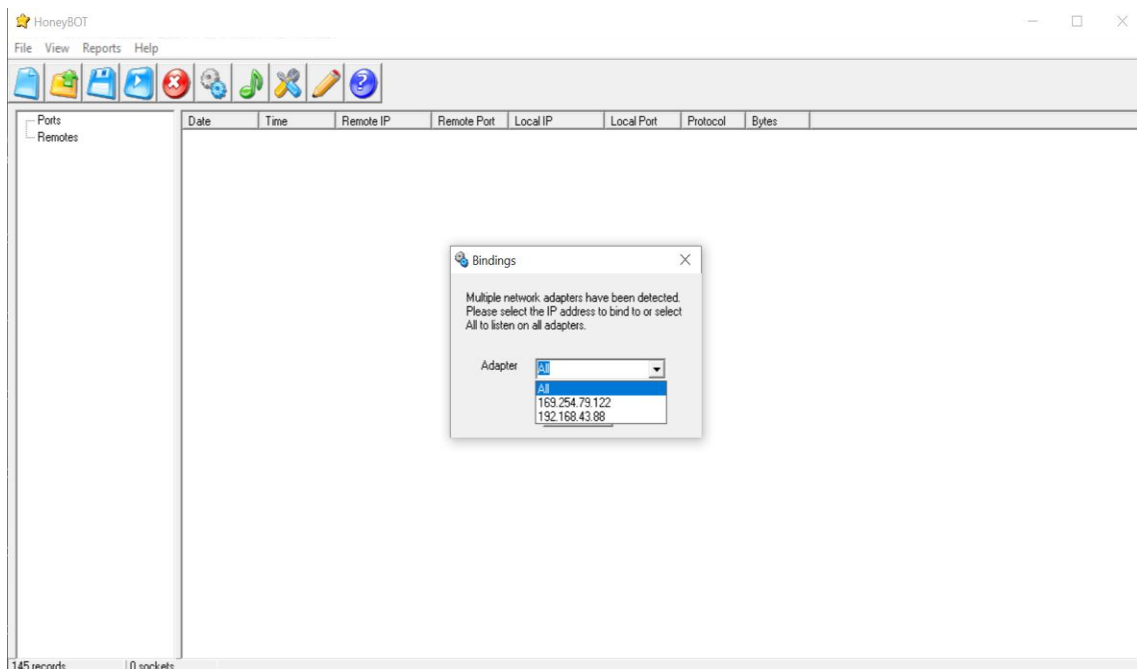 HoneyBOT
File View Reports Help
Ports
Remotes
Date Time Remote IP Remote Port Local IP Local Port Protocol Bytes
Bindings
Multiple network adapters have been detected.
Please select the IP address to bind to or select
All to listen on all adapters.
Adapter All
All
169.254.79.122
192.168.43.88
145 records 0 sockets